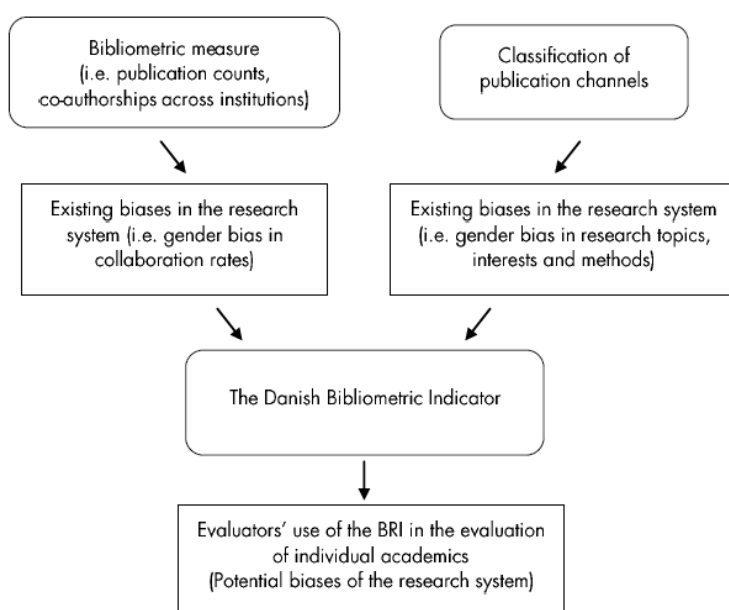 Bibliometric measure
(i.e. publication counts,
co-authorships across institutions)
Classification of
publication channels
Existing biases in the research
system (i.e. gender bias in
collaboration rates)
Existing biases in the research system
(i.e. gender bias in research topics,
interests and methods)
The Danish Bibliometric Indicator
Evaluators' use of the BRI in the evaluation
of individual academics
(Potential biases of the research system)